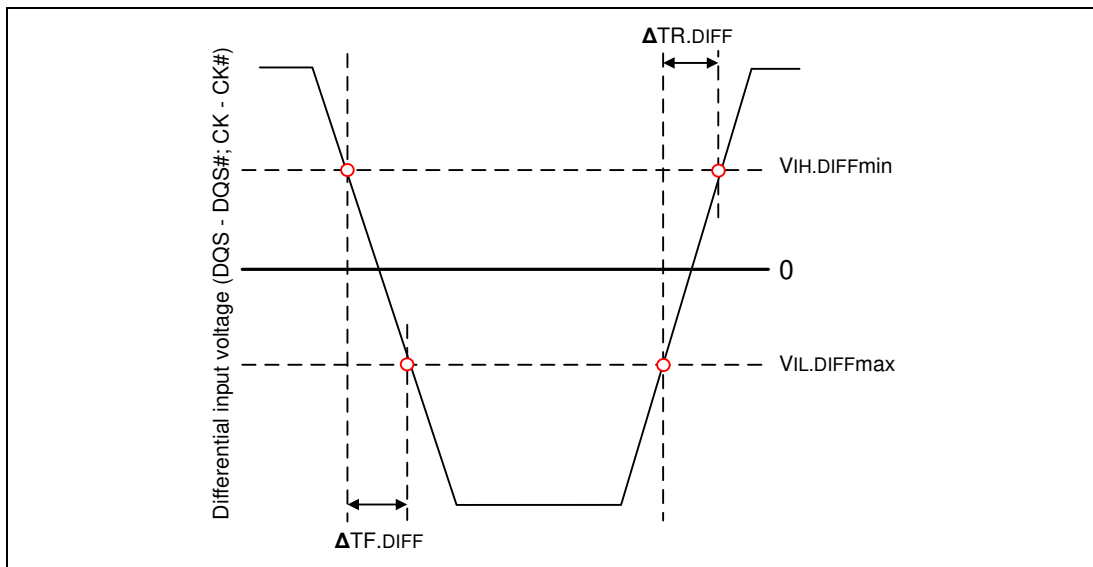 ΔTR.DIFF
Differential input voltage (DQS - DQS#; CK - CK#)
VIH.DIFFmin
0
VIL.DIFFmax
ΔTF.DIFF